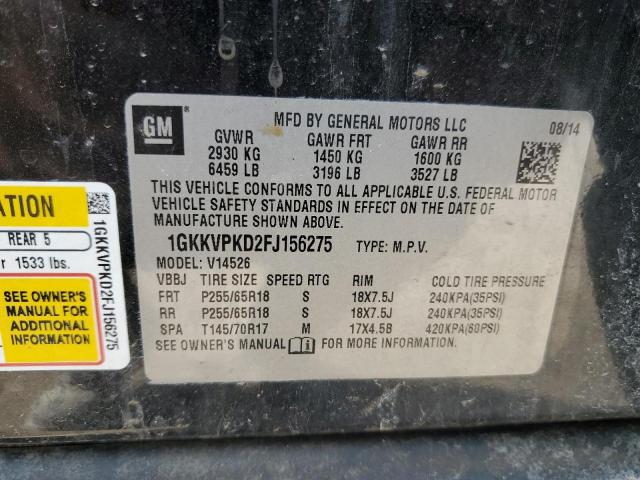 GM
MFD BY GENERAL MOTORS LLC 08/14
GVWR GAWR FRT GAWR RR
2930 KG 1450 KG 1600 KG
6459 LB 3196 LB 3527 LB
THIS VEHICLE CONFORMS TO ALL APPLICABLE U.S. FEDERAL MOTOR
VEHICLE SAFETY STANDARDS IN EFFECT ON THE DATE OF
MANUFACTURE SHOWN ABOVE.
1GKKVPKD2FJ156275 TYPE: M.P.V.
MODEL: V14526
VBBJ TIRE SIZE SPEED RTG RIM COLD TIRE PRESSURE
FRT P255/65R18 S 18X7.5J 240KPA(35PSI)
RR P255/65R18 S 18X7.5J 240KPA(35PSI)
SPA T145/70R17 M 17X4.5B 420KPA(60PSI)
SEE OWNER'S MANUAL FOR MORE INFORMATION.
REAR 5
1533 lbs.
SEE OWNER'S
MANUAL FOR
ADDITIONAL
INFORMATION
1GKKVPKD2FJ156275